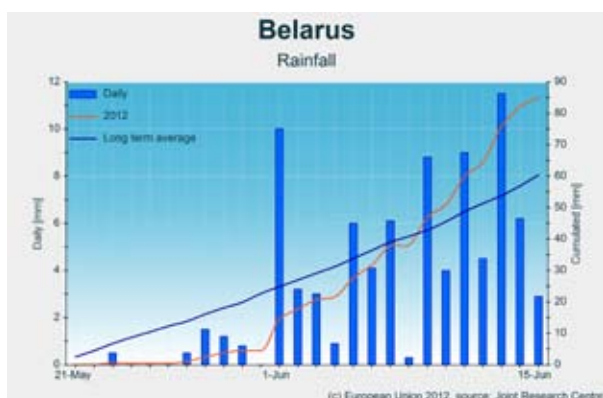 Belarus
Rainfall
12
10
8
6
4
2
0
Daily [mm]
Daily
2012
Long term average
90
80
70
60
50
40
30
20
10
0
Cumulated [mm]
21-May
1-Jun
15-Jun
(c) European Union 2012, source: Joint Research Centre